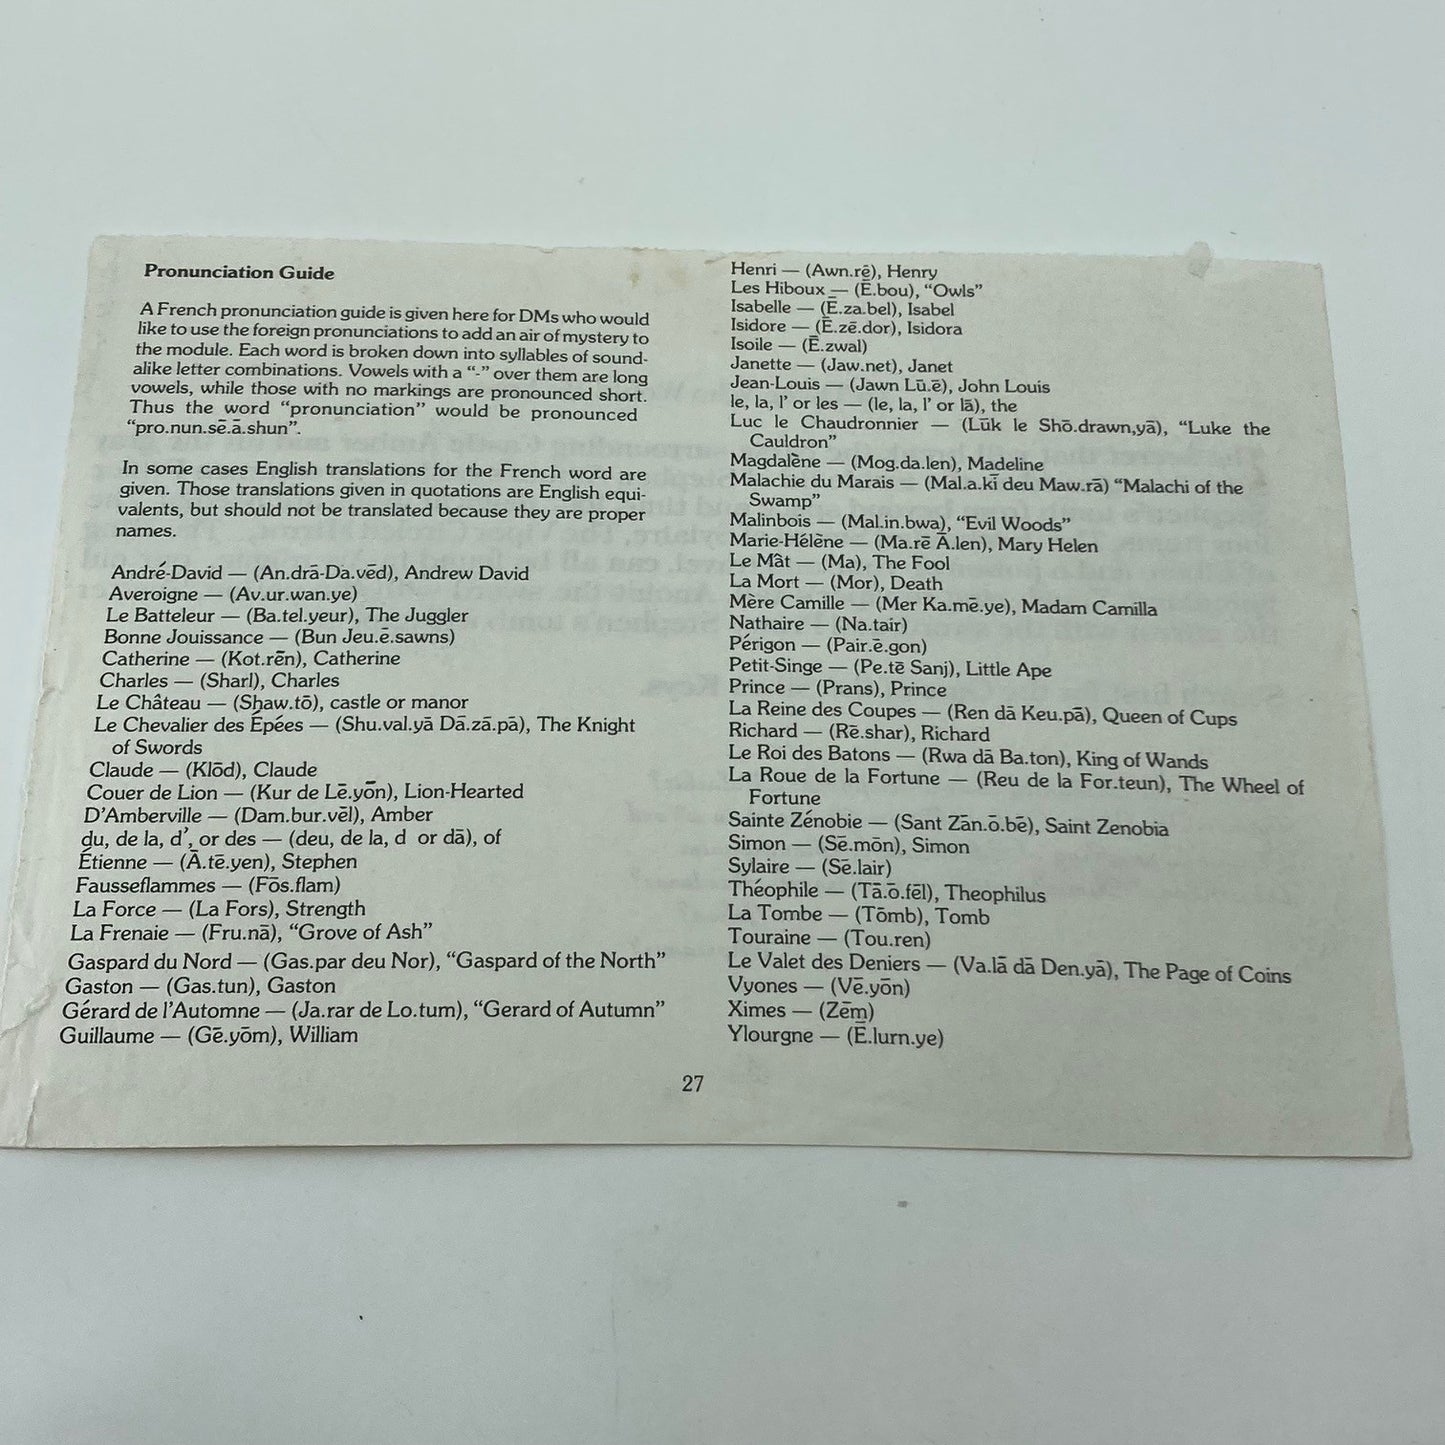 Pronunciation Guide
A French pronunciation guide is given here for DMs who would
like to use the foreign pronunciations to add an air of mystery to
the module. Each word is broken down into syllables of sound-
alike letter combinations. Vowels with a “-” over them are long
vowels, while those with no markings are pronounced short.
Thus the word “pronunciation” would be pronounced
“pro.nun.sē.ā.shun”.
In some cases English translations for the French word are
given. Those translations given in quotations are English equi-
valents, but should not be translated because they are proper
names.
André-David — (An.drā-Da.vēd), Andrew David
Averoigne — (Av.ur.wan.ye)
Le Batteleur — (Ba.tel.yeur), The Juggler
Bonne Jouissance — (Bun Jeu.ē.sawns)
Catherine — (Kot.rēn), Catherine
Charles — (Sharl), Charles
Le Château — (Shaw.tō), castle or manor
Le Chevalier des Épées — (Shu.val.yā Dā.zā.pā), The Knight
of Swords
Claude — (Klōd), Claude
Couer de Lion — (Kur de Lē.yōn), Lion-Hearted
D’Amberville — (Dam.bur.vēl), Amber
du, de la, d’, or des — (deu, de la, d or dā), of
Étienne — (Ā.tē.yen), Stephen
Fausseflammes — (Fōs.flam)
La Force — (La Fors), Strength
La Frenaie — (Fru.nā), “Grove of Ash”
Gaspard du Nord — (Gas.par deu Nor), “Gaspard of the North”
Gaston — (Gas.tun), Gaston
Gérard de l’Automne — (Ja.rar de Lo.tum), “Gerard of Autumn”
Guillaume — (Gē.yōm), William
Henri — (Awn.rē), Henry
Les Hiboux — (Ē.bou), “Owls”
Isabelle — (Ē.za.bel), Isabel
Isidore — (Ē.zē.dor), Isidora
Isoile — (Ē.zwal)
Janette — (Jaw.net), Janet
Jean-Louis — (Jawn Lū.ē), John Louis
le, la, l’ or les — (le, la, l’ or lā), the
Luc le Chaudronnier — (Lūk le Shō.drawn,yā), “Luke the
Cauldron”
Magdalène — (Mog.da.len), Madeline
Malachie du Marais — (Mal.a.kī deu Maw.rā) “Malachi of the
Swamp”
Malinbois — (Mal.in.bwa), “Evil Woods”
Marie-Hélène — (Ma.rē Ā.len), Mary Helen
Le Mât — (Ma), The Fool
La Mort — (Mor), Death
Mère Camille — (Mer Ka.mē.ye), Madam Camilla
Nathaire — (Na.tair)
Périgon — (Pair.ē.gon)
Petit-Singe — (Pe.tē Sanj), Little Ape
Prince — (Prans), Prince
La Reine des Coupes — (Ren dā Keu.pā), Queen of Cups
Richard — (Rē.shar), Richard
Le Roi des Batons — (Rwa dā Ba.ton), King of Wands
La Roue de la Fortune — (Reu de la For.teun), The Wheel of
Fortune
Sainte Zénobie — (Sant Zān.ō.bē), Saint Zenobia
Simon — (Sē.mōn), Simon
Sylaire — (Sē.lair)
Théophile — (Tā.ō.fēl), Theophilus
La Tombe — (Tōmb), Tomb
Touraine — (Tou.ren)
Le Valet des Deniers — (Va.lā dā Den.yā), The Page of Coins
Vyones — (Vē.yōn)
Ximes — (Zēm)
Ylourgne — (Ē.lurn.ye)
27